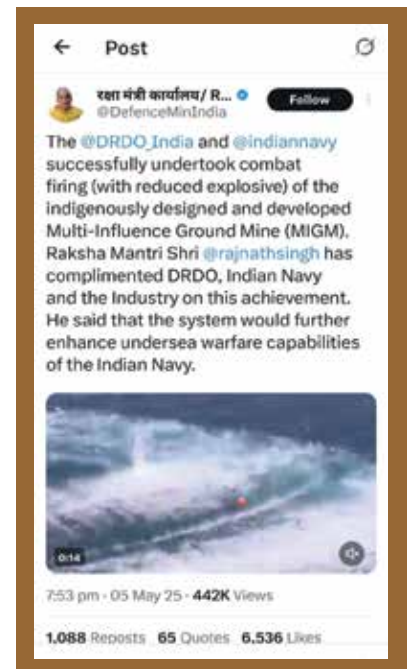 Post
रक्षा मंत्री कार्यालय/ R...
Follow
@DefenceMinIndia
The @DRDO_India and @indiannavy
successfully undertook combat
firing (with reduced explosive) of the
indigenously designed and developed
Multi-Influence Ground Mine (MIGM).
Raksha Mantri Shri @rajnathsingh has
complimented DRDO, Indian Navy
and the Industry on this achievement.
He said that the system would further
enhance undersea warfare capabilities
of the Indian Navy.
0:14
7:53 pm · 05 May 25 · 442K Views
1,088 Reposts 65 Quotes 6,536 Likes